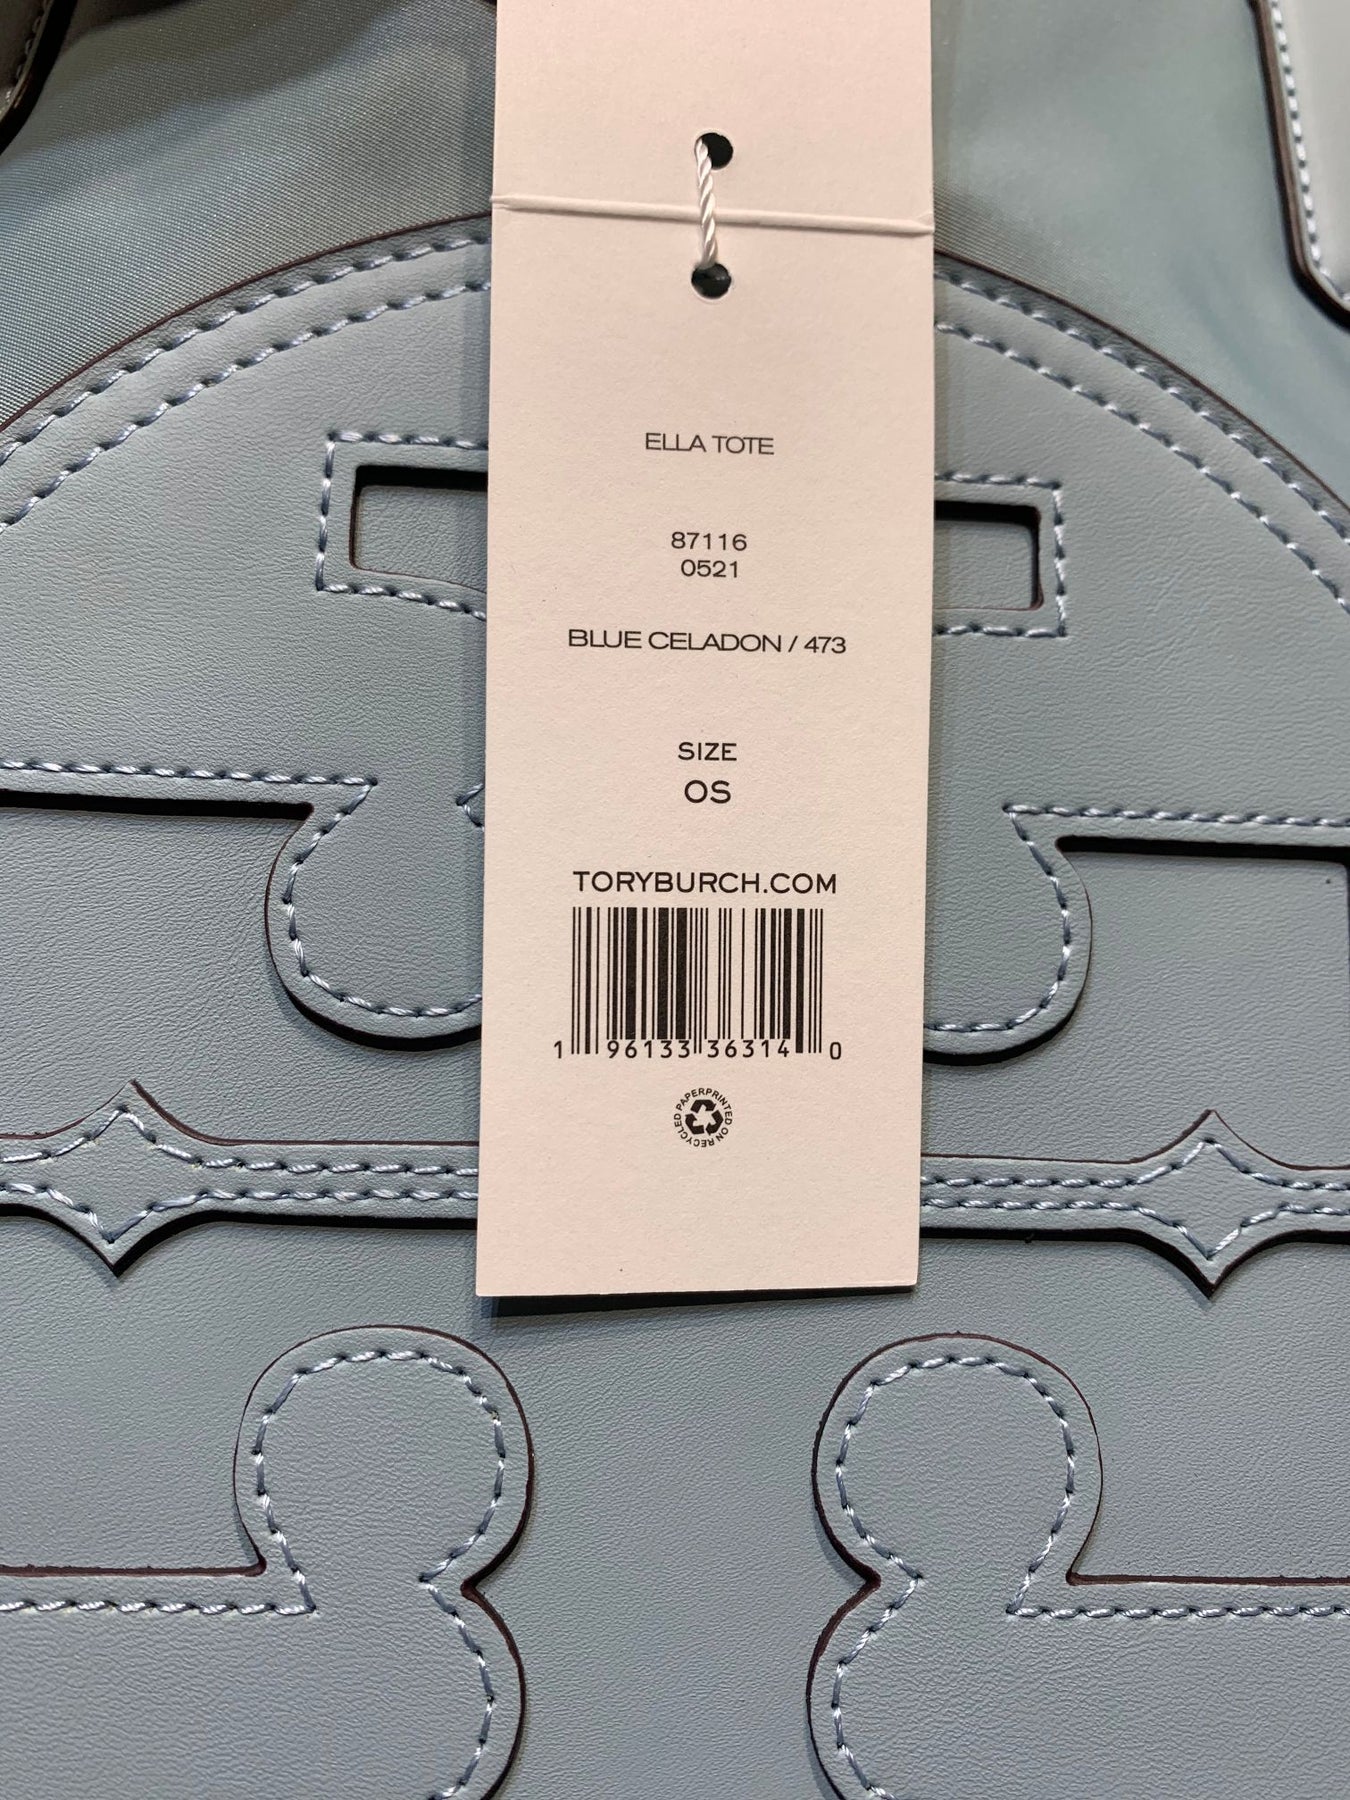 ELLA TOTE
87116
0521
BLUE CELADON / 473
SIZE
OS
TORYBURCH.COM
1 96133 36314 0
PRINTED ON RECYCLED PAPER